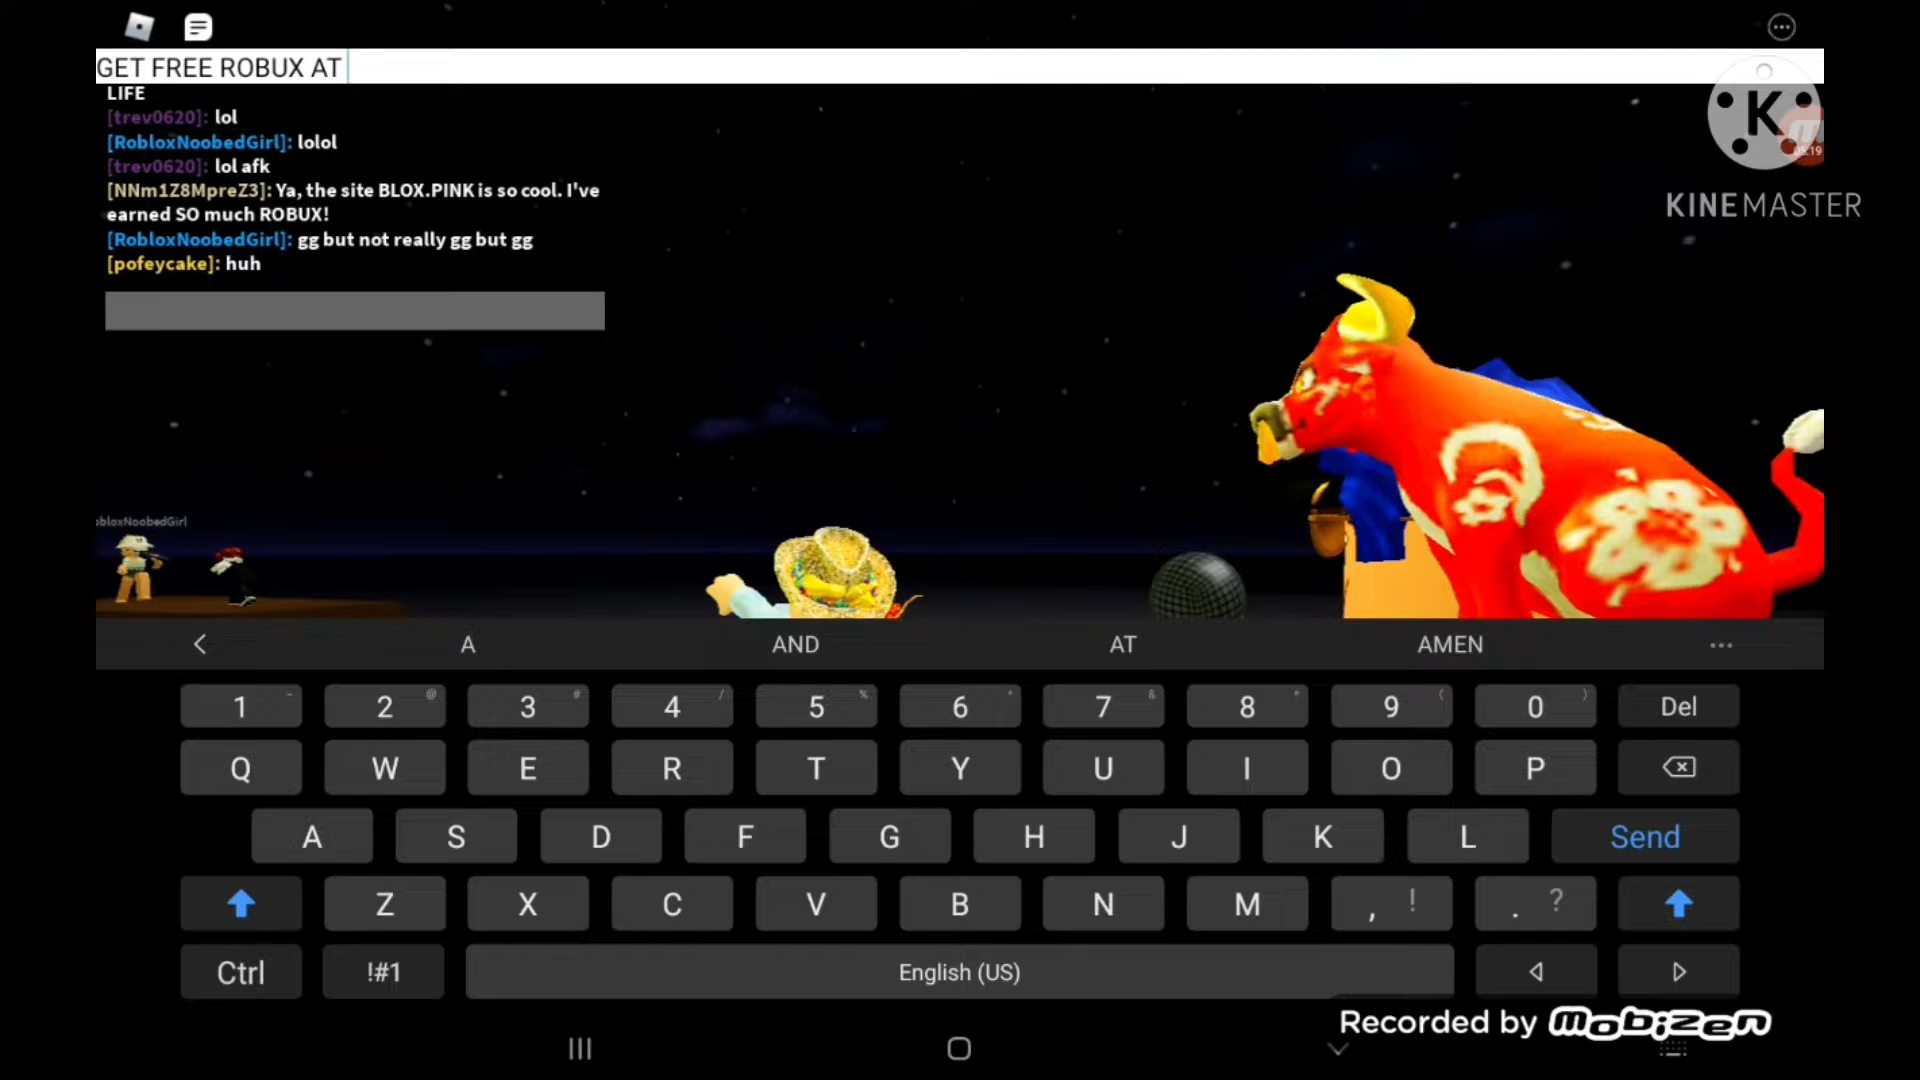 GET FREE ROBUX AT
LIFE
[trev0620]: lol
[RobloxNoobedGirl]: lolol
[trev0620]: lol afk
[NNm1Z8MpreZ3]: Ya, the site BLOX.PINK is so cool. I've
earned SO much ROBUX!
[RobloxNoobedGirl]: gg but not really gg but gg
[pofeycake]: huh
K
05:19
KINEMASTER
obloxNoobedGirl
A AND AT AMEN
1 2 @ 3 # 4 / 5 % 6 ^ 7 & 8 * 9 ( 0 ) Del
Q W E R T Y U I O P
A S D F G H J K L Send
Z X C V B N M , ! . ?
Ctrl !#1 English (US)
Recorded by mobizen